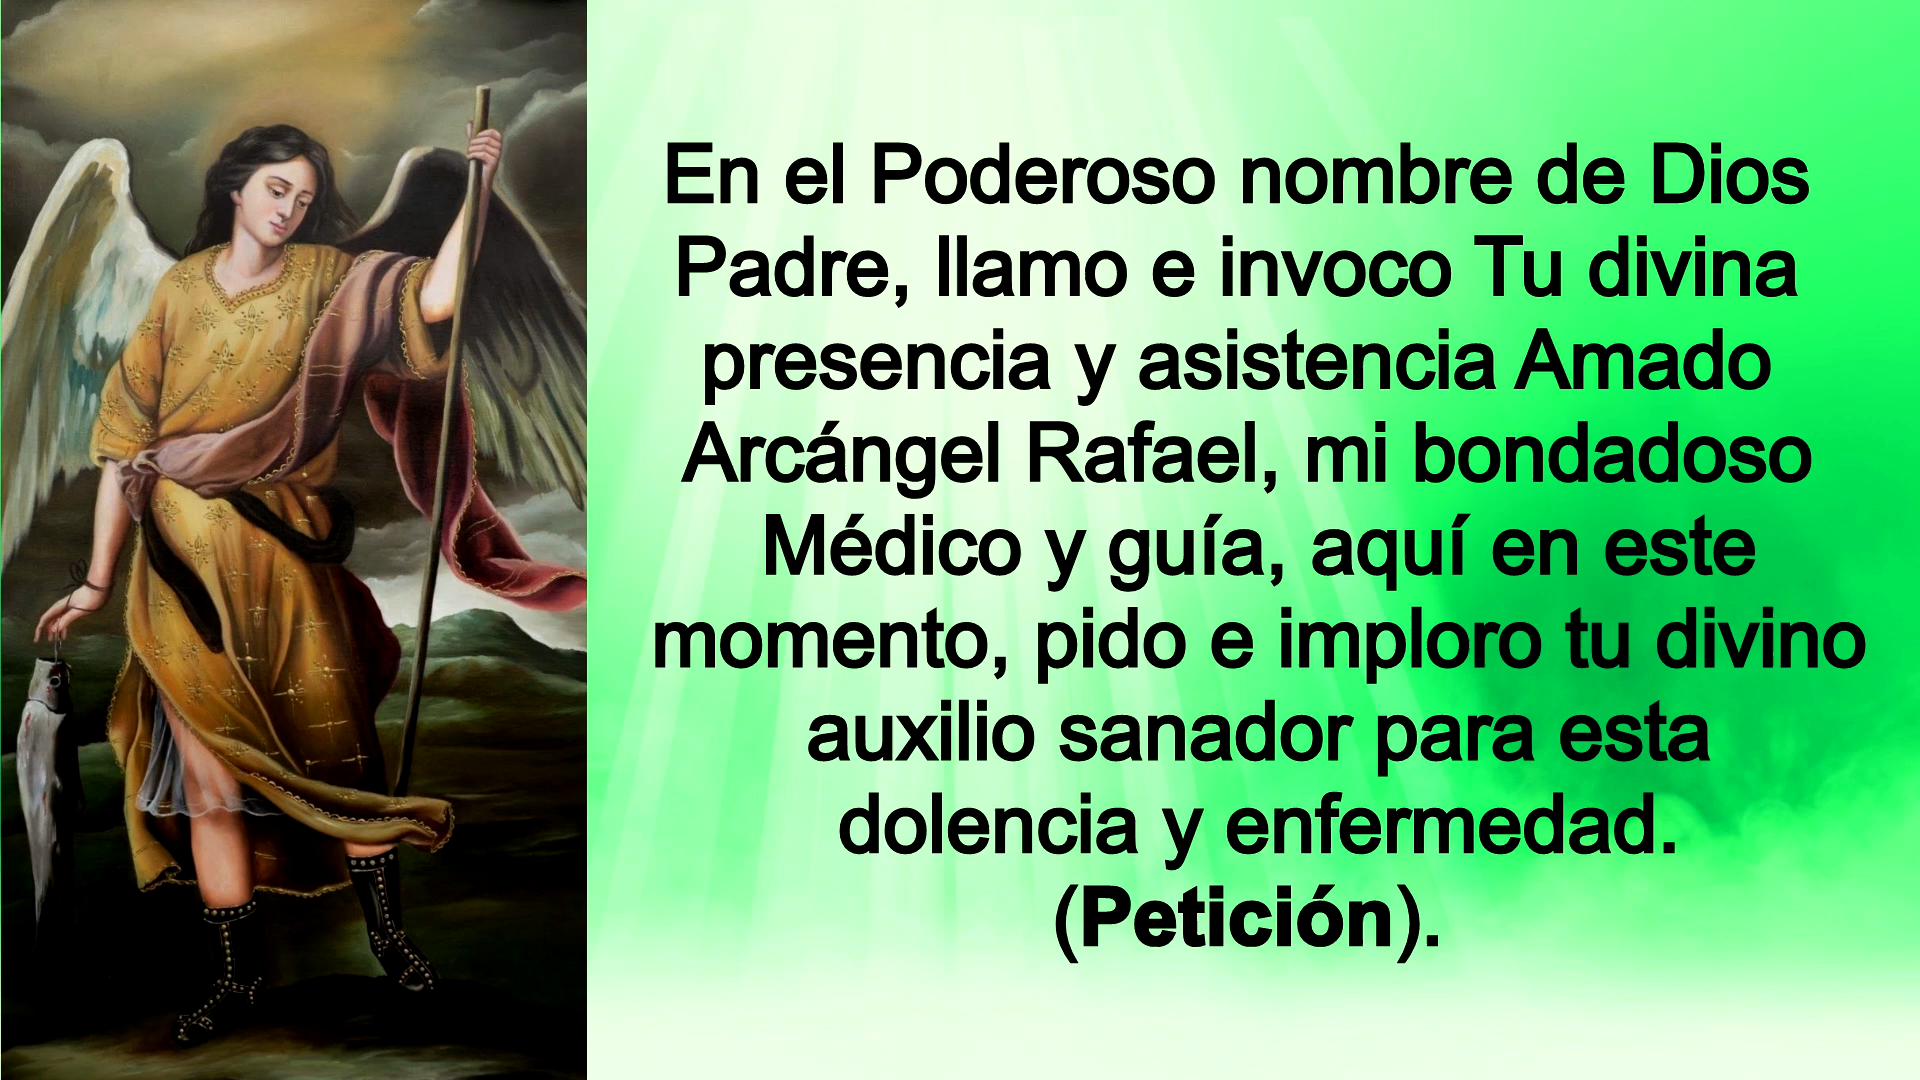 En el Poderoso nombre de Dios
Padre, llamo e invoco Tu divina
presencia y asistencia Amado
Arcángel Rafael, mi bondadoso
Médico y guía, aquí en este
momento, pido e imploro tu divino
auxilio sanador para esta
dolencia y enfermedad.
(Petición).